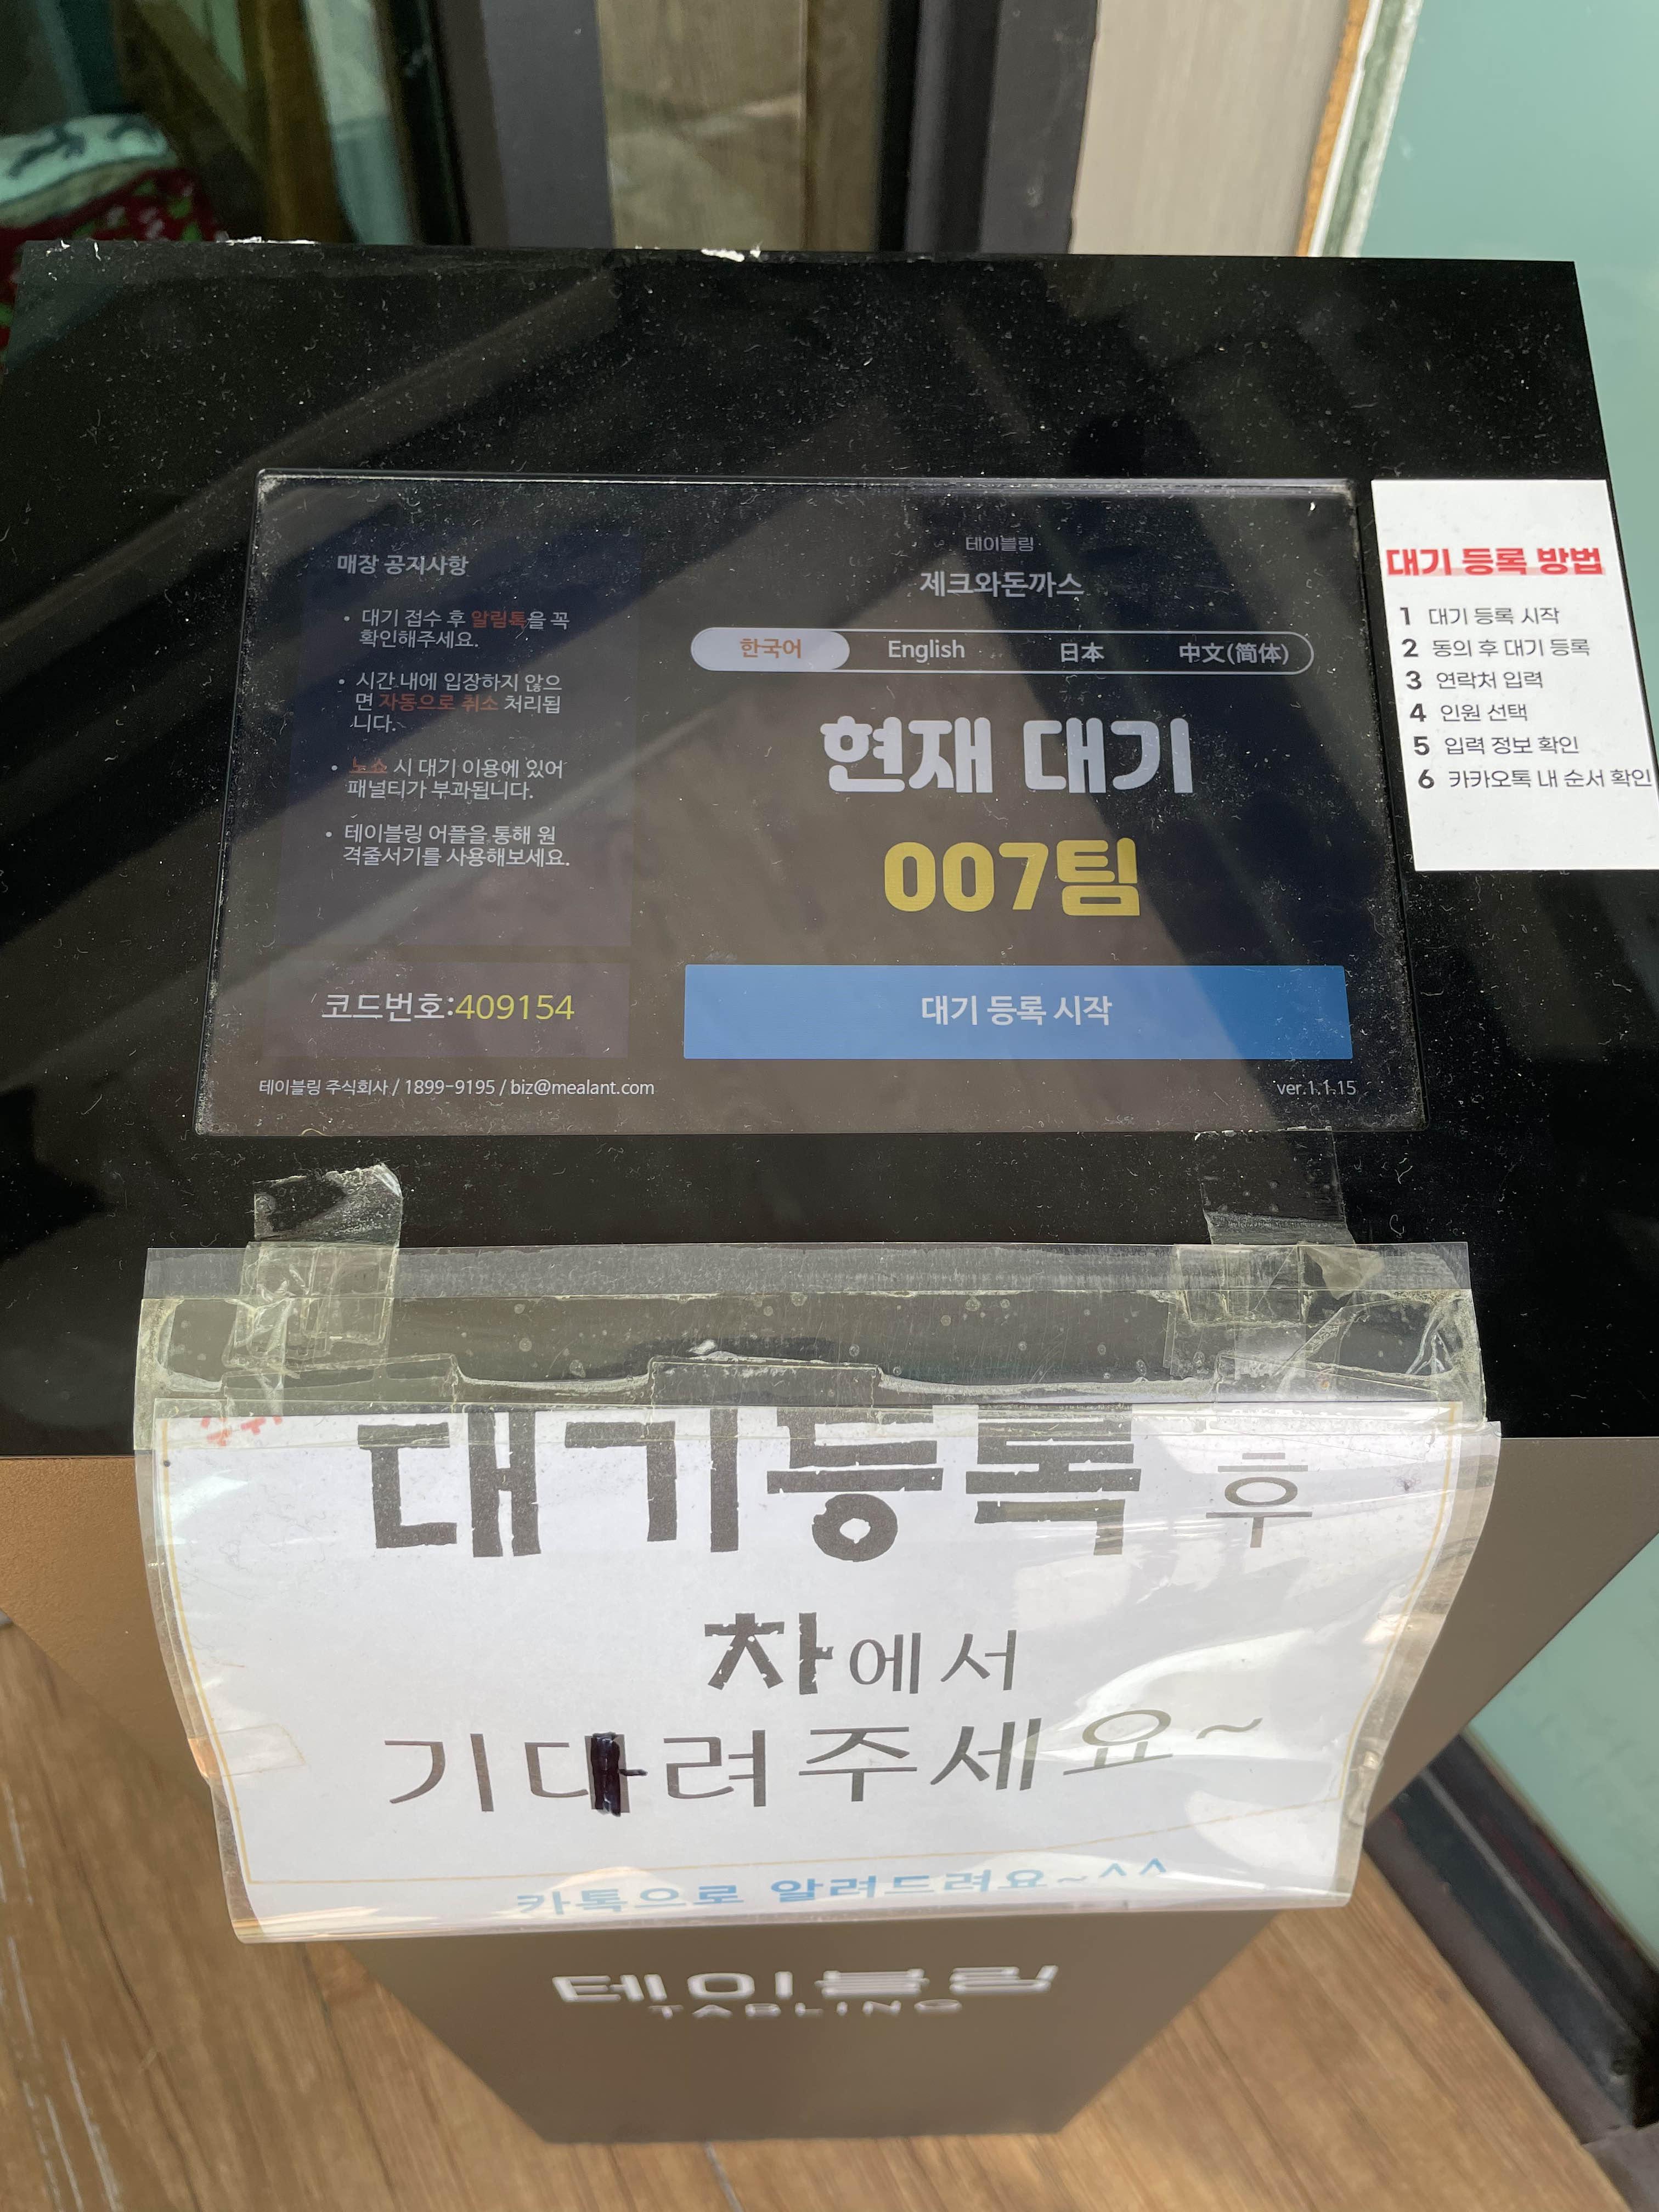 매장 공지사항
• 대기 접수 후 알림톡을 꼭
확인해주세요.
• 시간 내에 입장하지 않으
면 자동으로 취소 처리됩
니다.
• 노쇼 시 대기 이용에 있어
패널티가 부과됩니다.
• 테이블링 어플을 통해 원
격줄서기를 사용해보세요.
코드번호:409154
테이블링 주식회사 / 1899-9195 / biz@mealant.com
테이블링
제크와돈까스
한국어 English 日本 中文(简体)
현재 대기
007팀
대기 등록 시작
ver.1.1.15
대기 등록 방법
1 대기 등록 시작
2 동의 후 대기 등록
3 연락처 입력
4 인원 선택
5 입력 정보 확인
6 카카오톡 내 순서 확인
대기등록 후
차에서
기다려주세요~
카톡으로 알려드려요~^^
테이블링
TABLING